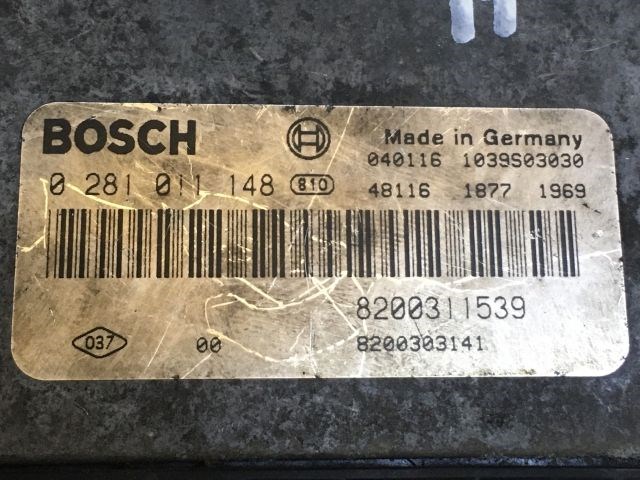 BOSCH
Made in Germany
040116 1039S03030
0 281 011 148 810
48116 1877 1969
8200311539
037 00 8200303141